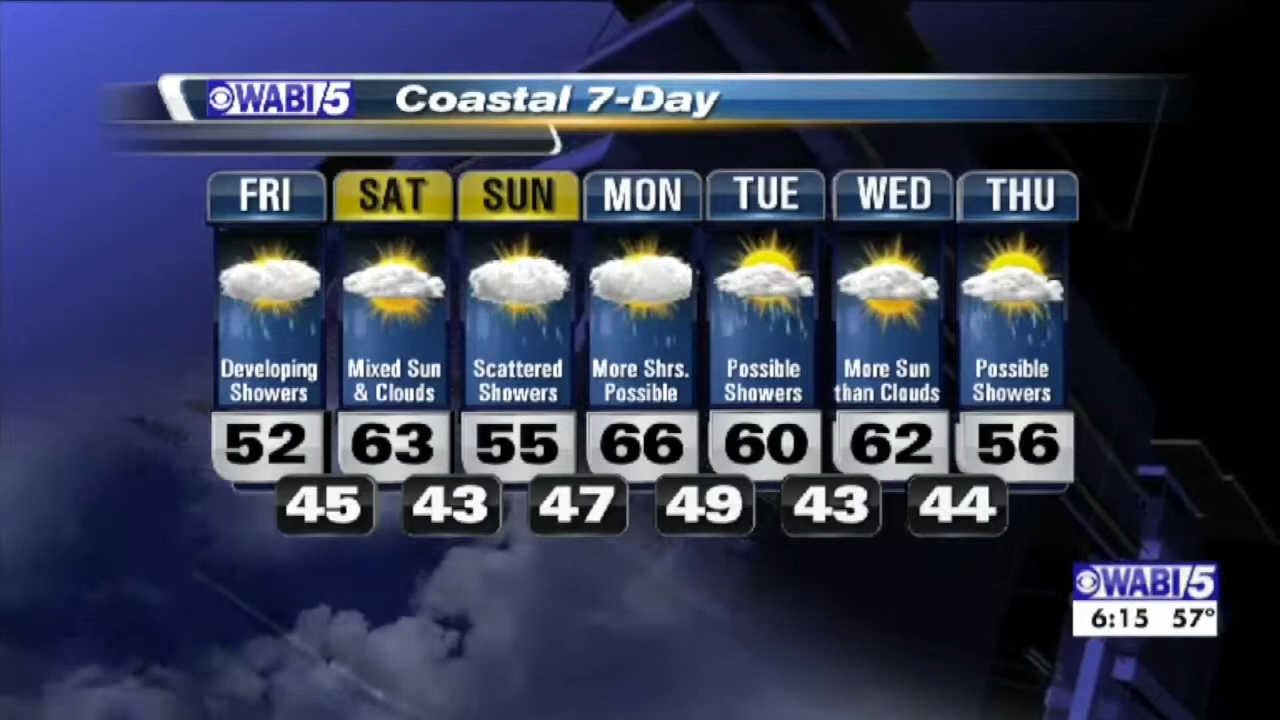 WABI 5 Coastal 7-Day
FRI SAT SUN MON TUE WED THU
Developing Mixed Sun Scattered More Shrs. Possible More Sun Possible
Showers & Clouds Showers Possible Showers than Clouds Showers
52 63 55 66 60 62 56
45 43 47 49 43 44
WABI 5
6:15 57°